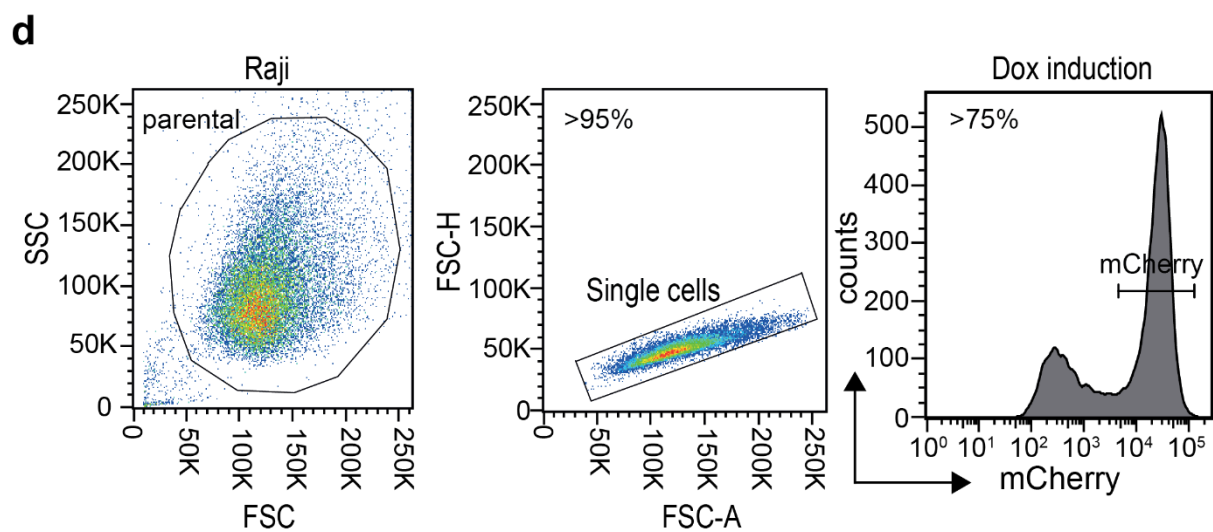 d
Raji
250K
200K
150K
100K
50K
0
SSC
parental
0
50K
100K
150K
200K
250K
FSC
250K
200K
150K
100K
50K
0
FSC-H
>95%
Single cells
0
50K
100K
150K
200K
250K
FSC-A
Dox induction
500
400
300
200
100
0
counts
>75%
mCherry
10⁰ 10¹ 10² 10³ 10⁴ 10⁵
mCherry